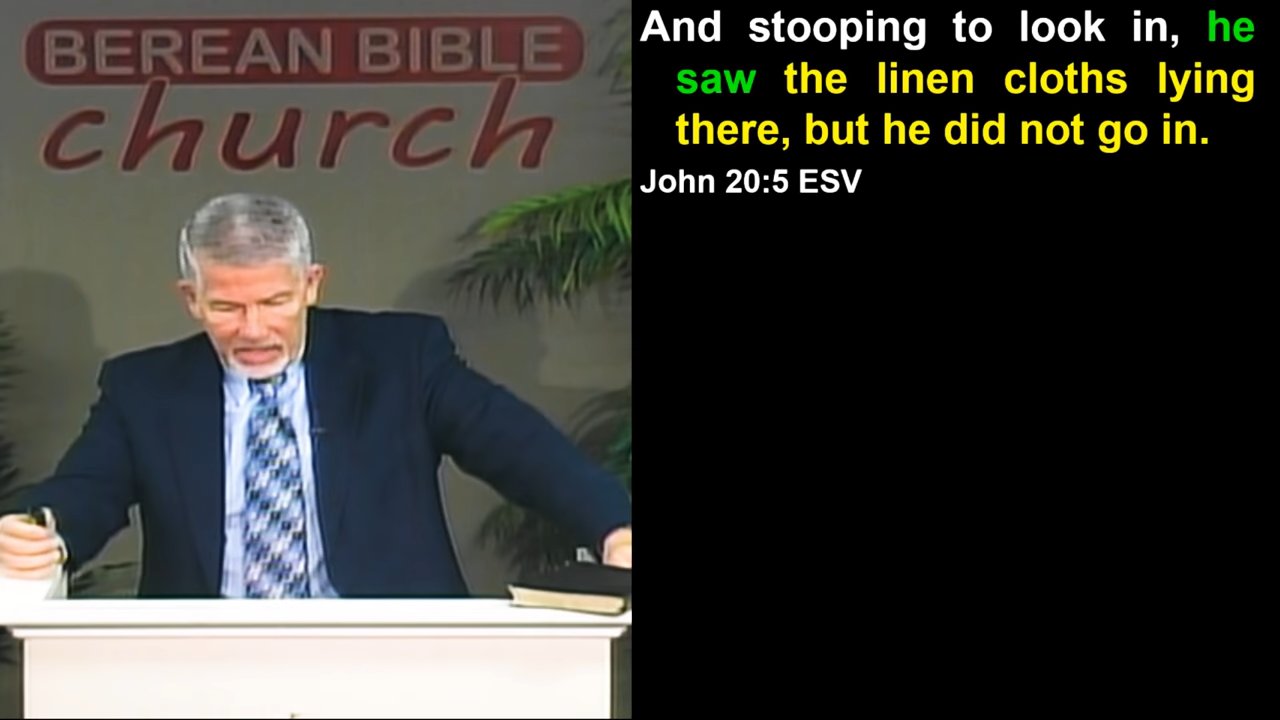 BEREAN BIBLE
church
And stooping to look in, he
saw the linen cloths lying
there, but he did not go in.
John 20:5 ESV